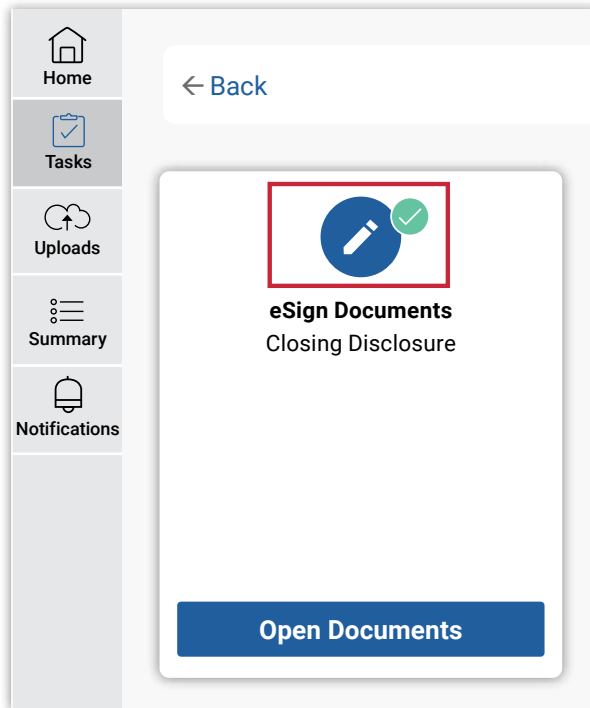 Home
Tasks
Uploads
Summary
Notifications
← Back
eSign Documents
Closing Disclosure
Open Documents